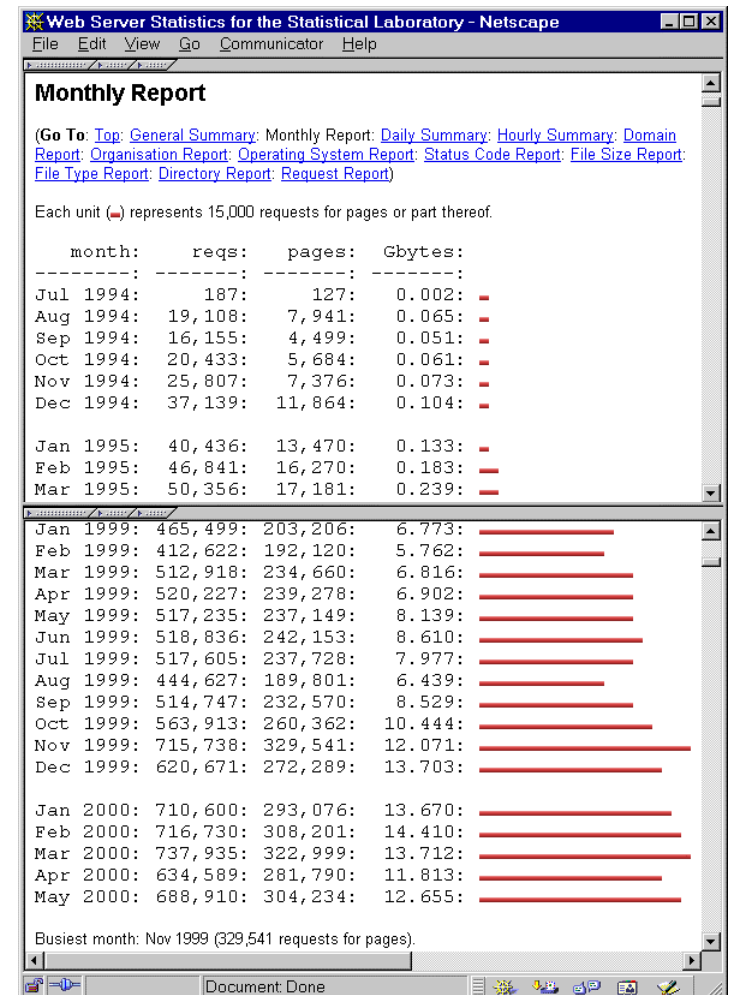 Web Server Statistics for the Statistical Laboratory - Netscape
File Edit View Go Communicator Help
Monthly Report
(Go To: Top: General Summary: Monthly Report: Daily Summary: Hourly Summary: Domain
Report: Organisation Report: Operating System Report: Status Code Report: File Size Report:
File Type Report: Directory Report: Request Report)
Each unit ( ) represents 15,000 requests for pages or part thereof.
month: reqs: pages: Gbytes:
--------: -------: -------: -------:
Jul 1994: 187: 127: 0.002:
Aug 1994: 19,108: 7,941: 0.065:
Sep 1994: 16,155: 4,499: 0.051:
Oct 1994: 20,433: 5,684: 0.061:
Nov 1994: 25,807: 7,376: 0.073:
Dec 1994: 37,139: 11,864: 0.104:
Jan 1995: 40,436: 13,470: 0.133:
Feb 1995: 46,841: 16,270: 0.183:
Mar 1995: 50,356: 17,181: 0.239:
Jan 1999: 465,499: 203,206: 6.773:
Feb 1999: 412,622: 192,120: 5.762:
Mar 1999: 512,918: 234,660: 6.816:
Apr 1999: 520,227: 239,278: 6.902:
May 1999: 517,235: 237,149: 8.139:
Jun 1999: 518,836: 242,153: 8.610:
Jul 1999: 517,605: 237,728: 7.977:
Aug 1999: 444,627: 189,801: 6.439:
Sep 1999: 514,747: 232,570: 8.529:
Oct 1999: 563,913: 260,362: 10.444:
Nov 1999: 715,738: 329,541: 12.071:
Dec 1999: 620,671: 272,289: 13.703:
Jan 2000: 710,600: 293,076: 13.670:
Feb 2000: 716,730: 308,201: 14.410:
Mar 2000: 737,935: 322,999: 13.712:
Apr 2000: 634,589: 281,790: 11.813:
May 2000: 688,910: 304,234: 12.655:
Busiest month: Nov 1999 (329,541 requests for pages).
Document: Done